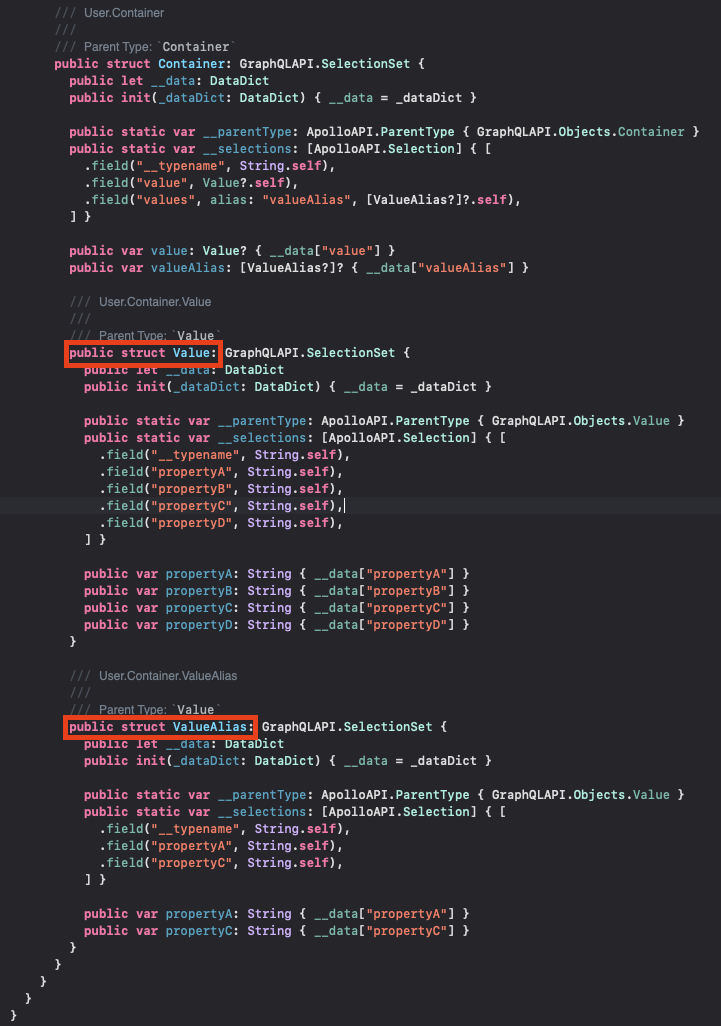 /// User.Container
///
/// Parent Type: `Container`
public struct Container: GraphQLAPI.SelectionSet {
public let __data: DataDict
public init(_dataDict: DataDict) { __data = _dataDict }
public static var __parentType: ApolloAPI.ParentType { GraphQLAPI.Objects.Container }
public static var __selections: [ApolloAPI.Selection] { [
.field("__typename", String.self),
.field("value", Value?.self),
.field("values", alias: "valueAlias", [ValueAlias?]?.self),
] }
public var value: Value? { __data["value"] }
public var valueAlias: [ValueAlias?]? { __data["valueAlias"] }
/// User.Container.Value
///
/// Parent Type: `Value`
public struct Value: GraphQLAPI.SelectionSet {
public let __data: DataDict
public init(_dataDict: DataDict) { __data = _dataDict }
public static var __parentType: ApolloAPI.ParentType { GraphQLAPI.Objects.Value }
public static var __selections: [ApolloAPI.Selection] { [
.field("__typename", String.self),
.field("propertyA", String.self),
.field("propertyB", String.self),
.field("propertyC", String.self),
.field("propertyD", String.self),
] }
public var propertyA: String { __data["propertyA"] }
public var propertyB: String { __data["propertyB"] }
public var propertyC: String { __data["propertyC"] }
public var propertyD: String { __data["propertyD"] }
}
/// User.Container.ValueAlias
///
/// Parent Type: `Value`
public struct ValueAlias: GraphQLAPI.SelectionSet {
public let __data: DataDict
public init(_dataDict: DataDict) { __data = _dataDict }
public static var __parentType: ApolloAPI.ParentType { GraphQLAPI.Objects.Value }
public static var __selections: [ApolloAPI.Selection] { [
.field("__typename", String.self),
.field("propertyA", String.self),
.field("propertyC", String.self),
] }
public var propertyA: String { __data["propertyA"] }
public var propertyC: String { __data["propertyC"] }
}
}
}
}
}